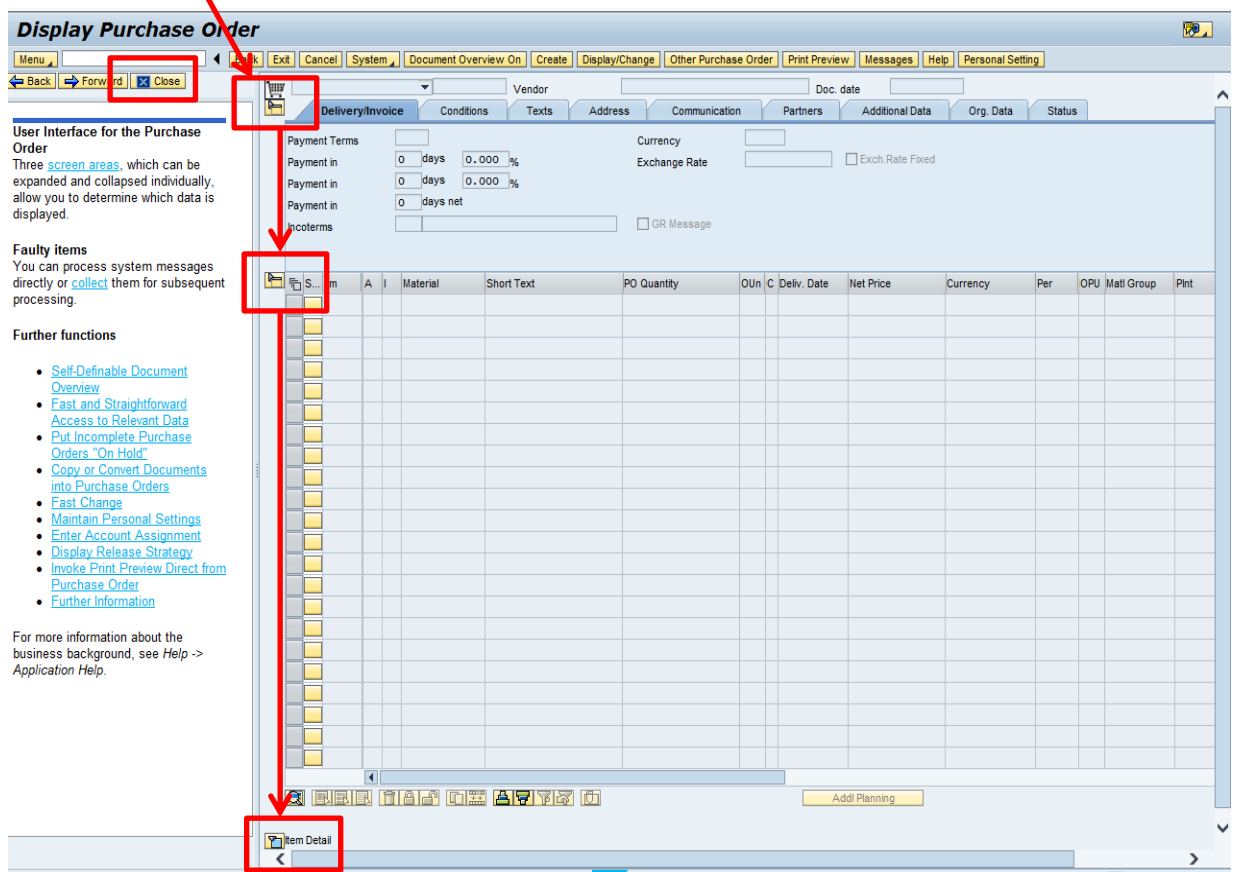 Display Purchase Order
Menu Back Exit Cancel System Document Overview On Create Display/Change Other Purchase Order Print Preview Messages Help Personal Setting
Back Forward Close
Vendor Doc. date
Delivery/Invoice Conditions Texts Address Communication Partners Additional Data Org. Data Status
User Interface for the Purchase
Order
Three screen areas, which can be
expanded and collapsed individually,
allow you to determine which data is
displayed.
Faulty items
You can process system messages
directly or collect them for subsequent
processing.
Further functions
Self-Definable Document
Overview
Fast and Straightforward
Access to Relevant Data
Put Incomplete Purchase
Orders "On Hold"
Copy or Convert Documents
into Purchase Orders
Fast Change
Maintain Personal Settings
Enter Account Assignment
Display Release Strategy
Invoke Print Preview Direct from
Purchase Order
Further Information
For more information about the
business background, see Help ->
Application Help.
Payment Terms Currency
Payment in 0 days 0.000 % Exchange Rate Exch.Rate Fixed
Payment in 0 days 0.000 %
Payment in 0 days net
Incoterms GR Message
S... A I Material Short Text PO Quantity OUn C Deliv. Date Net Price Currency Per OPU Matl Group Plnt
Addl Planning
Item Detail